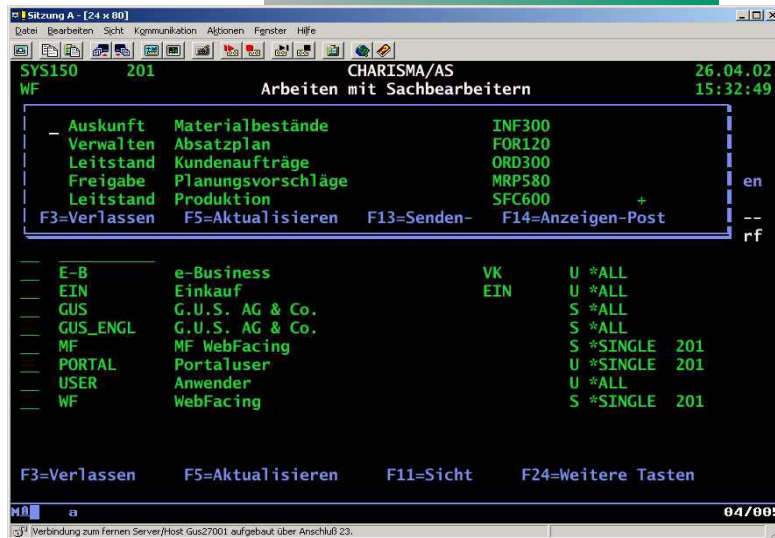 Sitzung A - [24 x 80]
Datei Bearbeiten Sicht Kommunikation Aktionen Fenster Hilfe
SYS150 201 CHARISMA/AS 26.04.02
WF Arbeiten mit Sachbearbeitern 15:32:49
_ Auskunft Materialbestände INF300
Verwalten Absatzplan FOR120
Leitstand Kundenaufträge ORD300
Freigabe Planungsvorschläge MRP580 en
Leitstand Produktion SFC600 +
F3=Verlassen F5=Aktualisieren F13=Senden- F14=Anzeigen-Post --
rf
E-B e-Business VK U *ALL
EIN Einkauf EIN U *ALL
GUS G.U.S. AG & Co. S *ALL
GUS_ENGL G.U.S. AG & Co. S *ALL
MF MF WebFacing S *SINGLE 201
PORTAL Portaluser U *SINGLE 201
USER Anwender U *ALL
WF WebFacing S *SINGLE 201
F3=Verlassen F5=Aktualisieren F11=Sicht F24=Weitere Tasten
MA a 04/005
Verbindung zum fernen Server/Host Gus27001 aufgebaut über Anschluß 23.